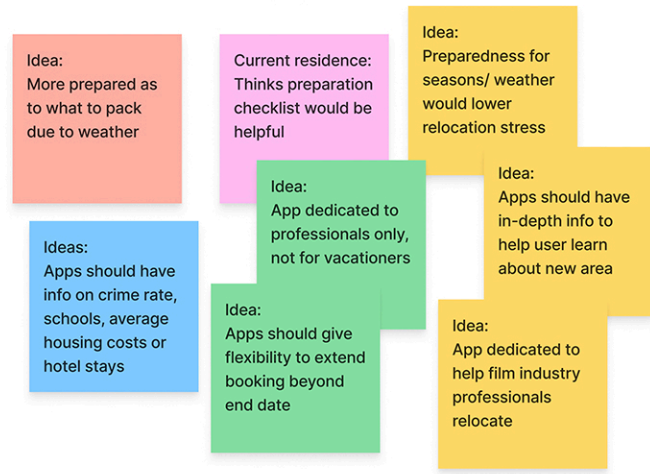 Idea:
More prepared as
to what to pack
due to weather
Current residence:
Thinks preparation
checklist would be
helpful
Idea:
Preparedness for
seasons/ weather
would lower
relocation stress
Idea:
App dedicated to
professionals only,
not for vacationers
Idea:
Apps should have
in-depth info to
help user learn
about new area
Ideas:
Apps should have
info on crime rate,
schools, average
housing costs or
hotel stays
Idea:
Apps should give
flexibility to extend
booking beyond
end date
Idea:
App dedicated to
help film industry
professionals
relocate